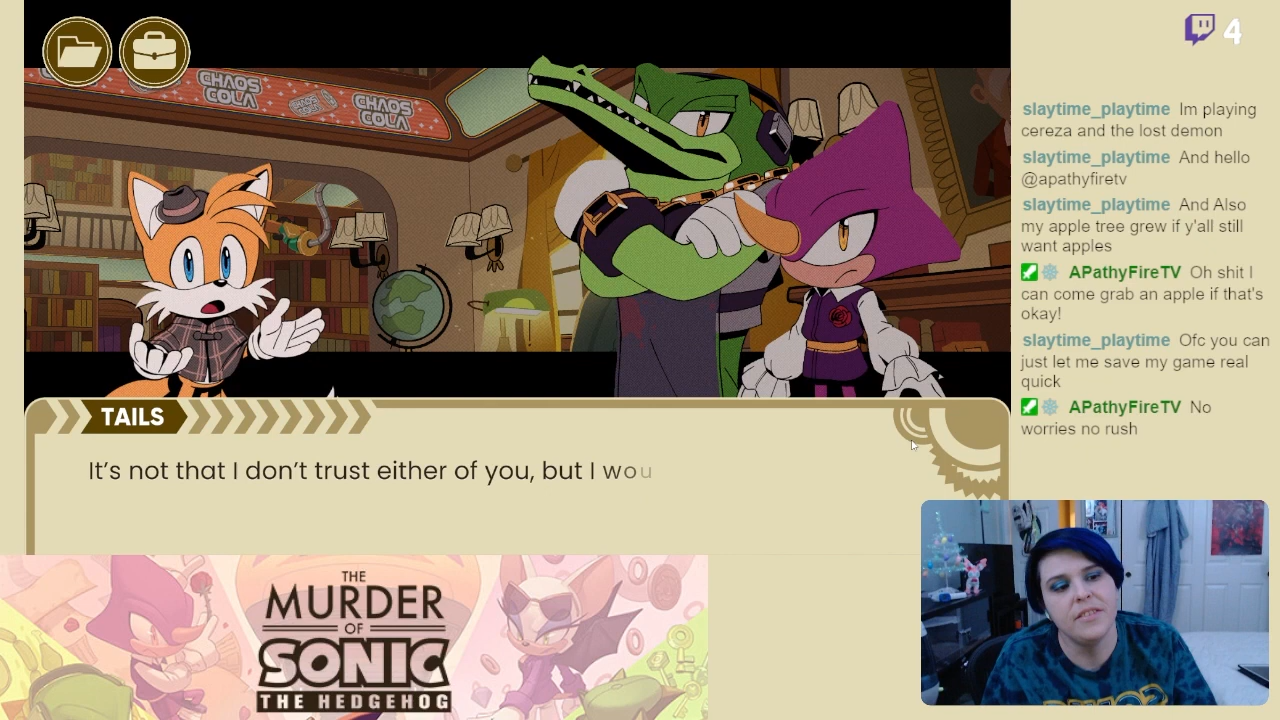 CHAOS COLA
CHAOS COLA
TAILS
It's not that I don't trust either of you, but I wou
THE
MURDER
OF
SONIC
THE HEDGEHOG
4
slaytime_playtime Im playing
cereza and the lost demon
slaytime_playtime And hello
@apathyfiretv
slaytime_playtime And Also
my apple tree grew if y'all still
want apples
APathyFireTV Oh shit I
can come grab an apple if that's
okay!
slaytime_playtime Ofc you can
just let me save my game real
quick
APathyFireTV No
worries no rush